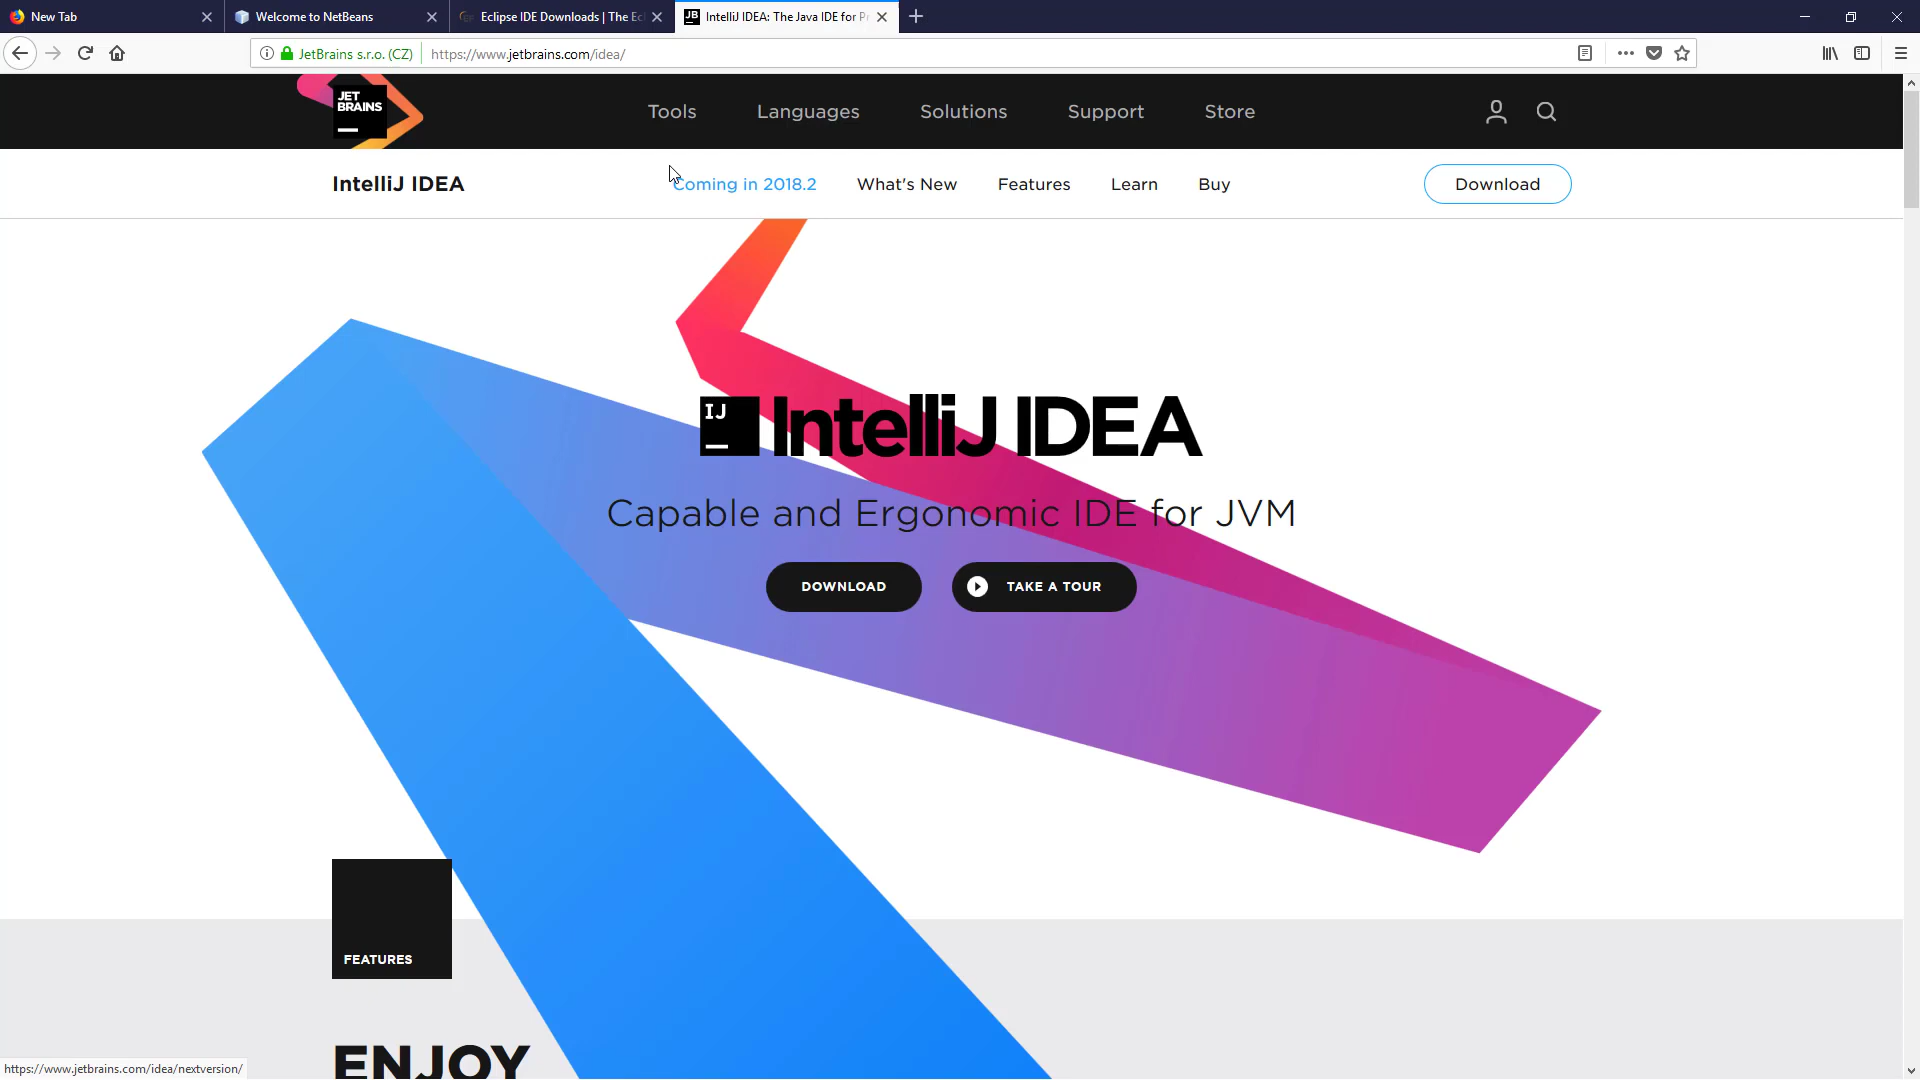 New Tab
Welcome to NetBeans
Eclipse IDE Downloads | The Ec
IntelliJ IDEA: The Java IDE for Pr
JetBrains s.r.o. (CZ)
https://www.jetbrains.com/idea/
JET
BRAINS
Tools
Languages
Solutions
Support
Store
IntelliJ IDEA
Coming in 2018.2
What's New
Features
Learn
Buy
Download
IJ
IntelliJ IDEA
Capable and Ergonomic IDE for JVM
DOWNLOAD
TAKE A TOUR
FEATURES
ENJOY
https://www.jetbrains.com/idea/nextversion/